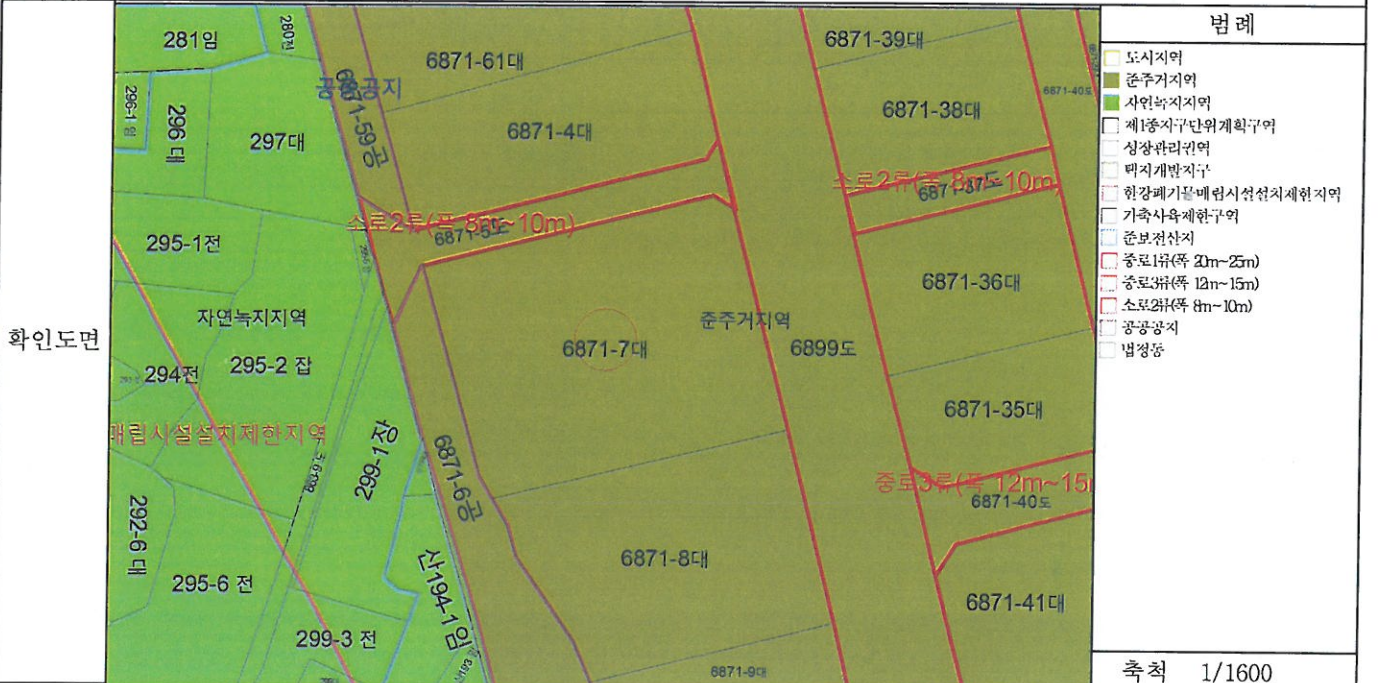 확인도면
281임
280전
296-1 임
296 대
297대
6871-59공
공공공지
6871-61대
6871-4대
6871-39대
6871-38대
6871-40도
소로2류(폭 8m~10m)
6871-5도
소로2류(폭 8m~10m
6871-37도
295-1전
자연녹지지역
295-2 잡
294전
매립시설설치제한지역
299-1장
6871-6공
6871-7대
준주거지역
6899도
6871-36대
6871-35대
중로3류(폭 12m~15m
6871-40도
292-6 대
295-6 전
299-3 전
산194-1임
6871-8대
6871-9대
6871-41대
범례
도시지역
준주거지역
자연녹지지역
제1종지구단위계획구역
성장관리권역
택지개발지구
한강폐기물매립시설설치제한지역
가축사육제한구역
준보전산지
중로1류(폭 20m~25m)
중로3류(폭 12m~15m)
소로2류(폭 8m~10m)
공공공지
법정동
축척 1/1600